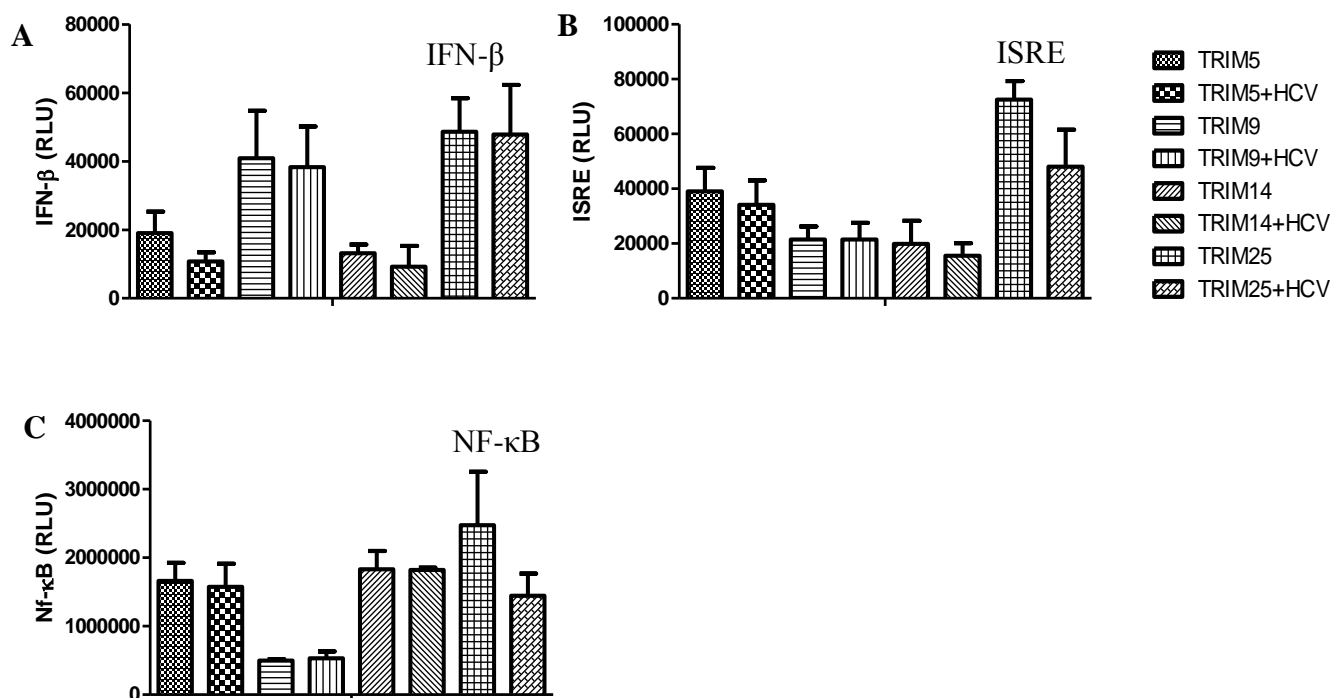 A
IFN-β (RLU)
80000
60000
40000
20000
0
IFN-β
B
ISRE (RLU)
100000
80000
60000
40000
20000
0
ISRE
TRIM5
TRIM5+HCV
TRIM9
TRIM9+HCV
TRIM14
TRIM14+HCV
TRIM25
TRIM25+HCV
C
Nf-κB (RLU)
4000000
3000000
2000000
1000000
0
NF-κB